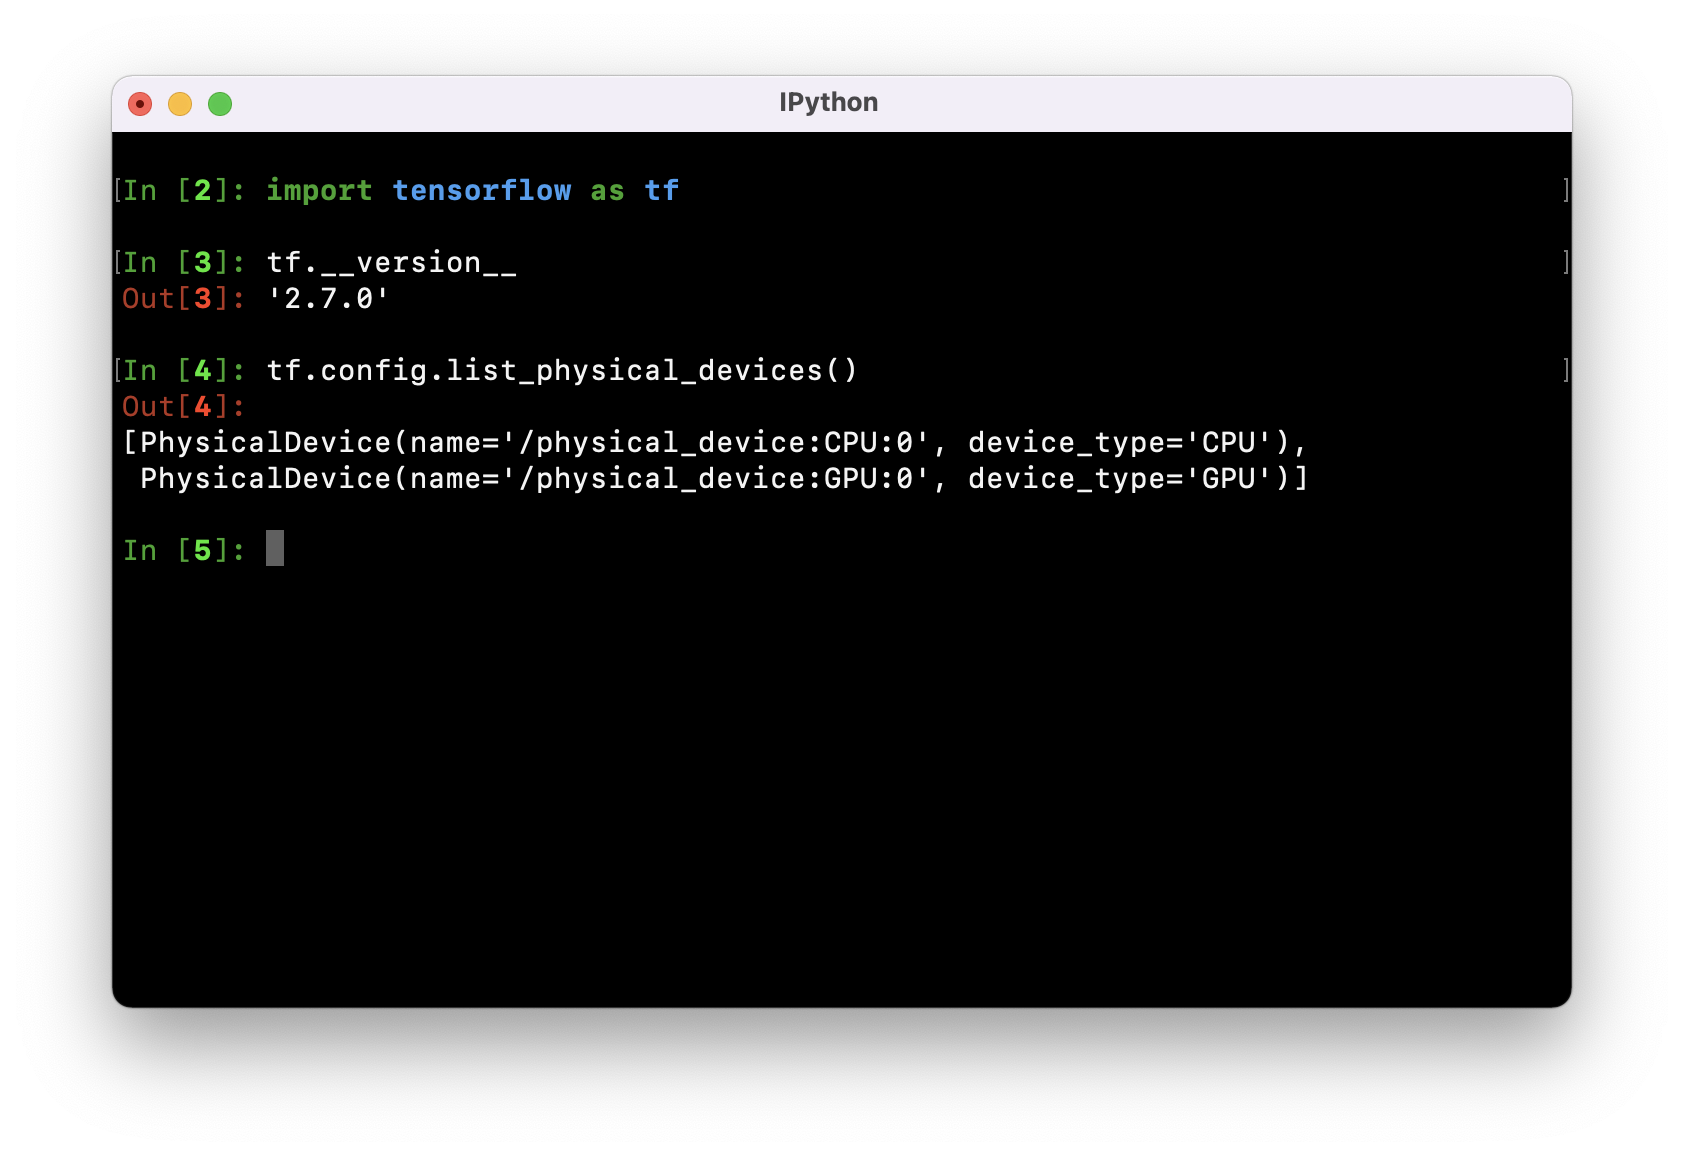 IPython
[In [2]: import tensorflow as tf ]
[In [3]: tf.__version__ ]
Out[3]: '2.7.0'
[In [4]: tf.config.list_physical_devices() ]
Out[4]:
[PhysicalDevice(name='/physical_device:CPU:0', device_type='CPU'),
 PhysicalDevice(name='/physical_device:GPU:0', device_type='GPU')]
In [5]: